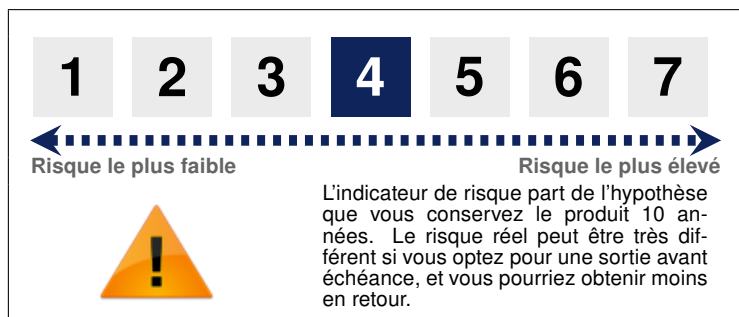 1 2 3 4 5 6 7
Risque le plus faible Risque le plus élevé
L'indicateur de risque part de l'hypothèse
que vous conservez le produit 10 an-
nées. Le risque réel peut être très dif-
férent si vous optez pour une sortie avant
échéance, et vous pourriez obtenir moins
en retour.
!